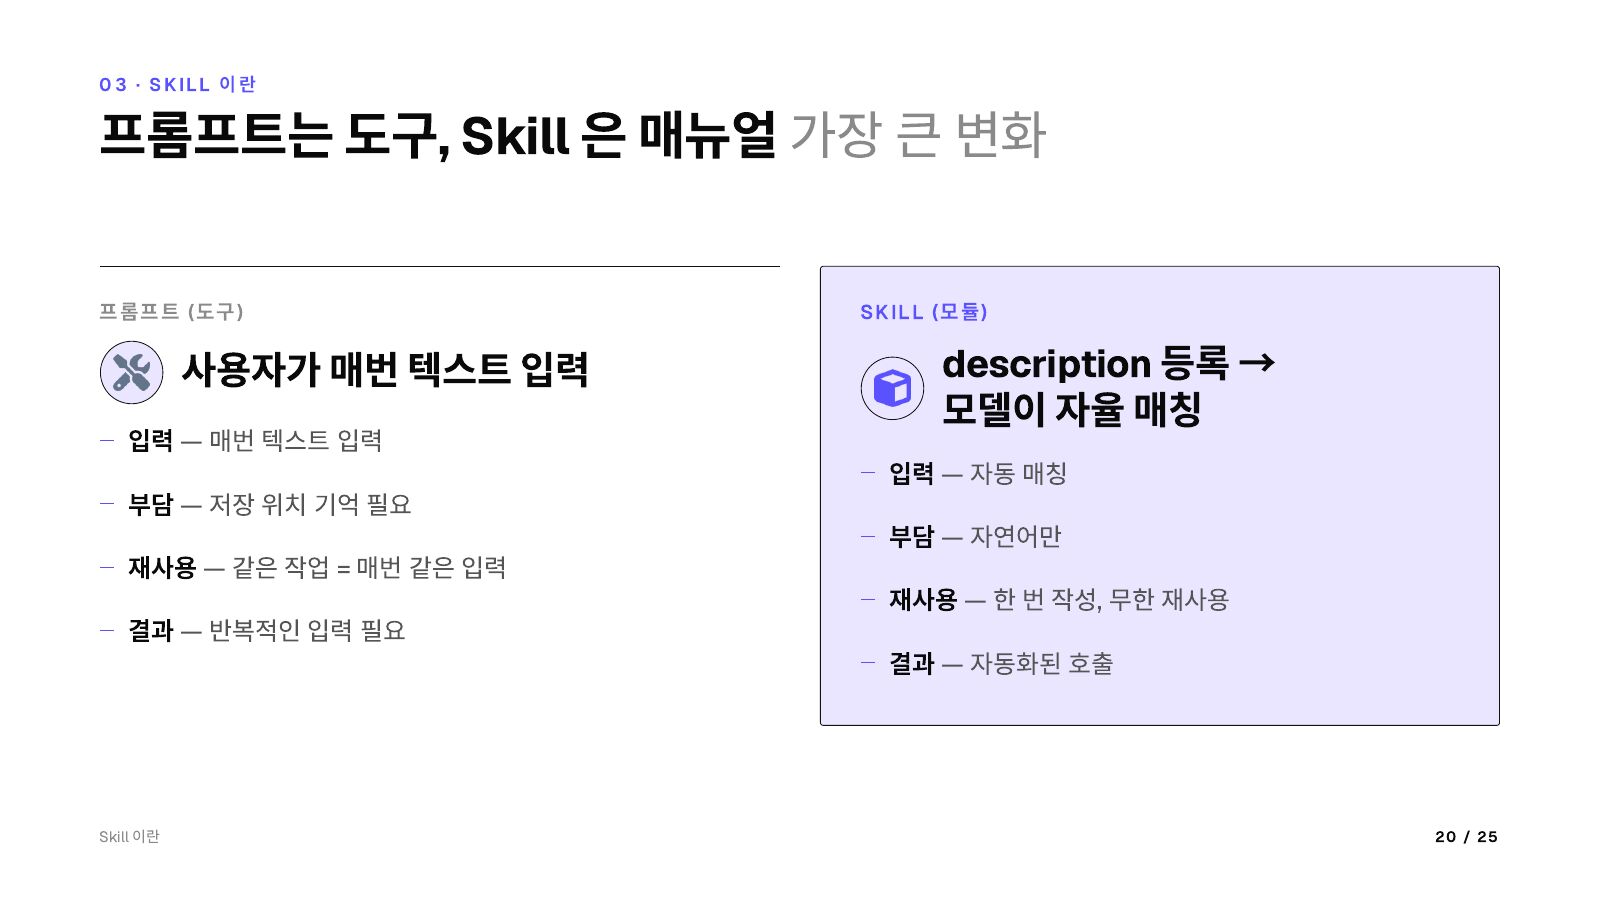 03 · SKILL 이란
프롬프트는 도구, Skill 은 매뉴얼 가장 큰 변화
프롬프트 (도구)
사용자가 매번 텍스트 입력
— 입력 — 매번 텍스트 입력
— 부담 — 저장 위치 기억 필요
— 재사용 — 같은 작업 = 매번 같은 입력
— 결과 — 반복적인 입력 필요
SKILL (모듈)
description 등록 →
모델이 자율 매칭
— 입력 — 자동 매칭
— 부담 — 자연어만
— 재사용 — 한 번 작성, 무한 재사용
— 결과 — 자동화된 호출
Skill 이란
20 / 25